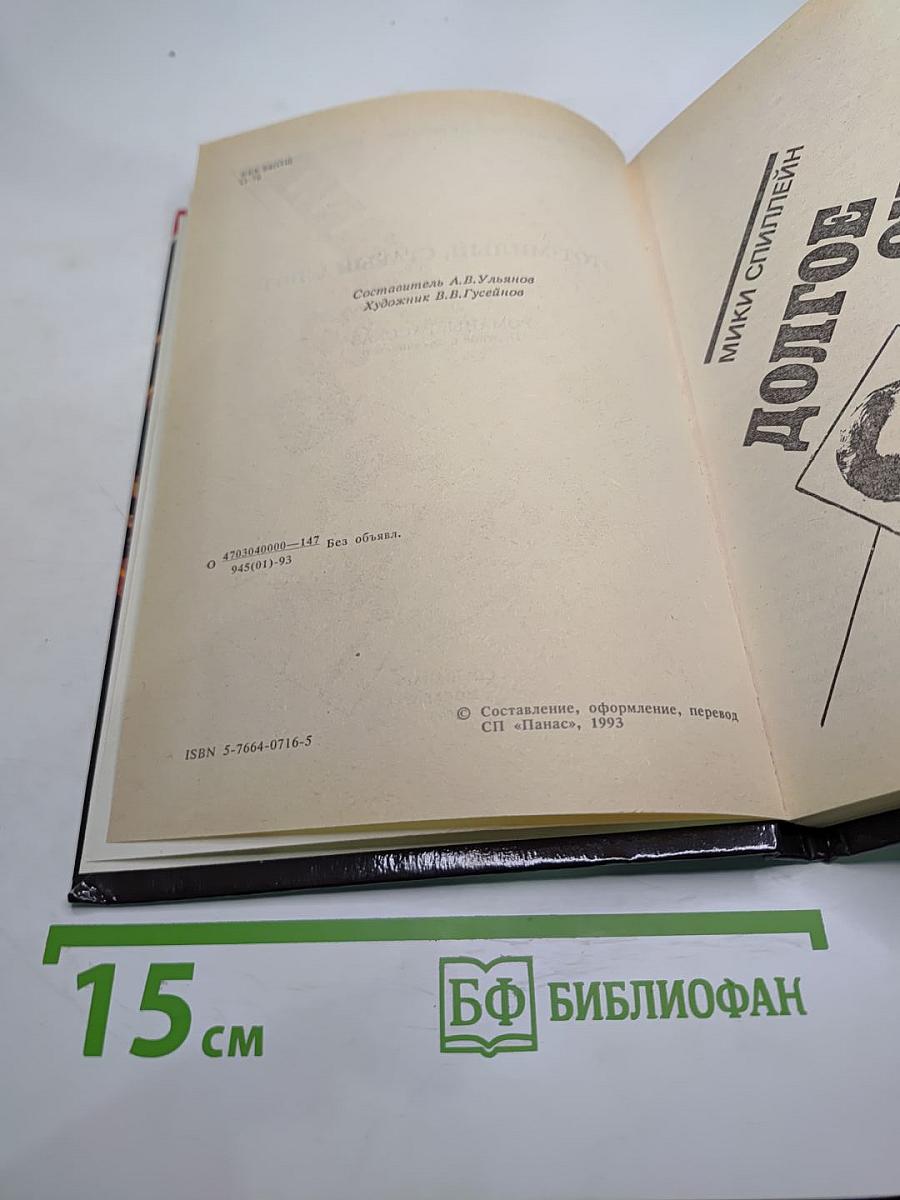 Составитель А.В.Ульянов
Художник В.В.Гусейнов
О 4703040000—147 Без объявл.
945(01)-93
© Составление, оформление, перевод
СП «Панас», 1993
ISBN 5-7664-0716-5
МИКИ СПИЛЛЕЙН
ДОЛГОЕ
15 см
БФ БИБЛИОФАН